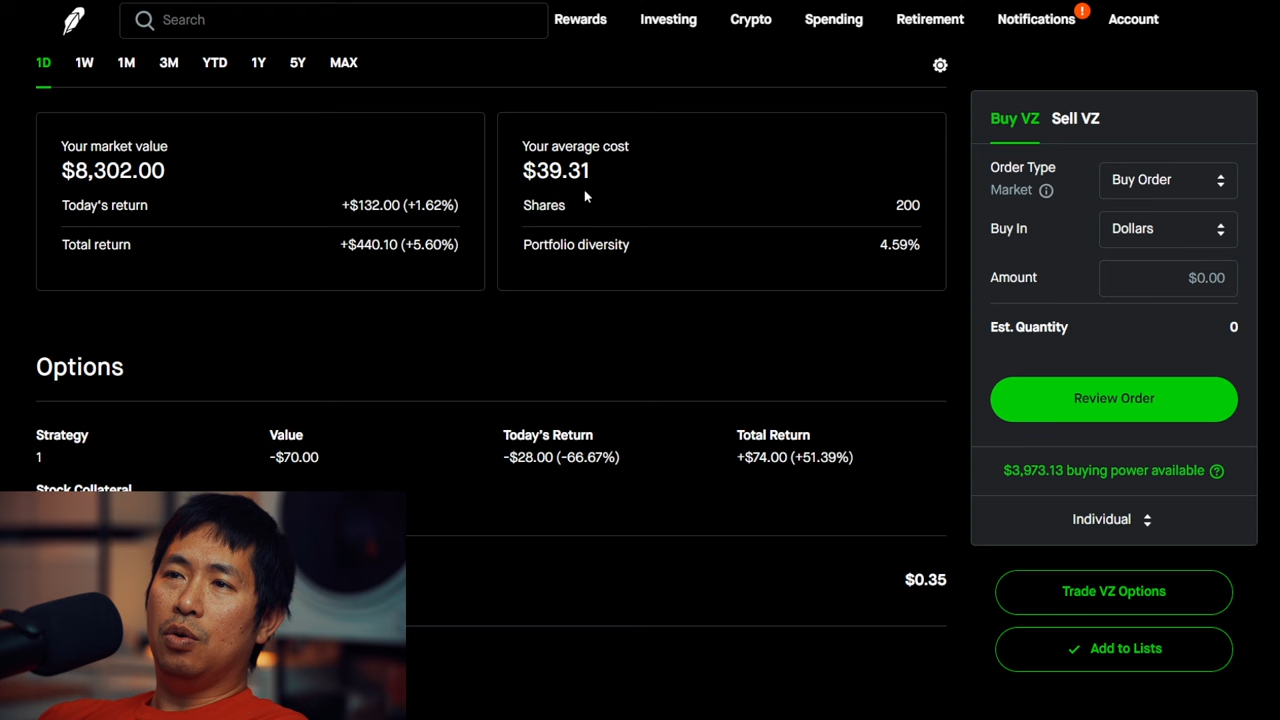 Search
Rewards
Investing
Crypto
Spending
Retirement
Notifications !
Account
1D 1W 1M 3M YTD 1Y 5Y MAX
Your market value
$8,302.00
Today's return +$132.00 (+1.62%)
Total return +$440.10 (+5.60%)
Your average cost
$39.31
Shares 200
Portfolio diversity 4.59%
Buy VZ Sell VZ
Order Type
Market
Buy Order
Buy In Dollars
Amount $0.00
Est. Quantity 0
Review Order
$3,973.13 buying power available
Individual
Trade VZ Options
Add to Lists
Options
Strategy Value Today's Return Total Return
1 -$70.00 -$28.00 (-66.67%) +$74.00 (+51.39%)
Stock Collateral
$0.35